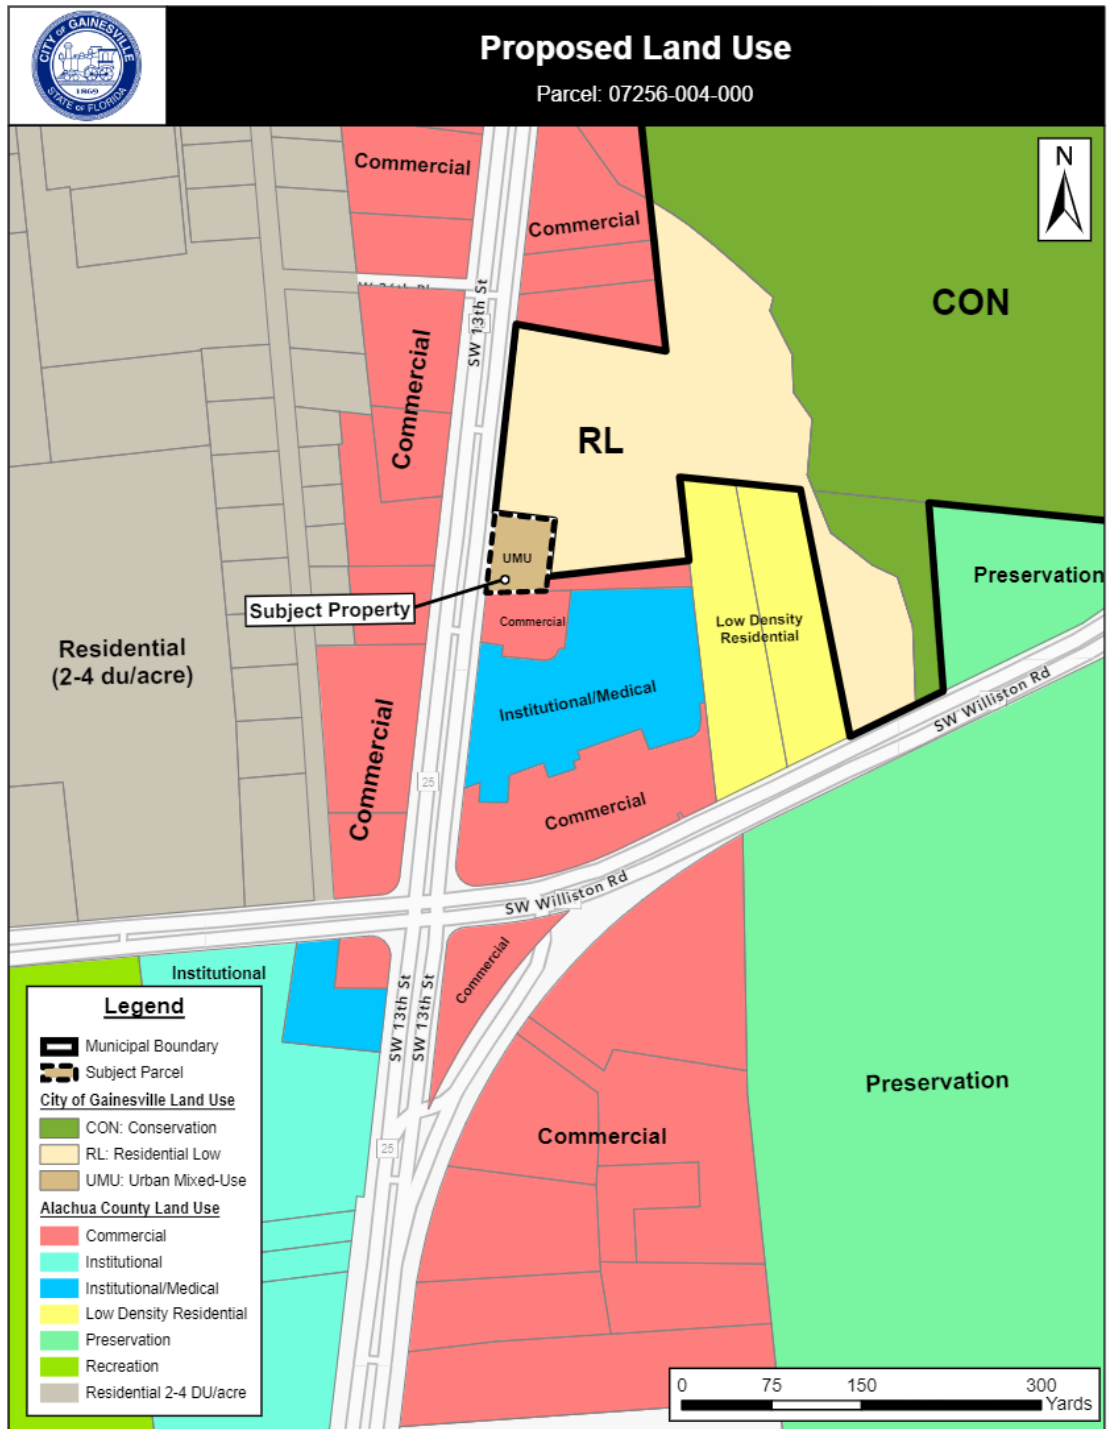 CITY OF GAINESVILLE
1869
STATE OF FLORIDA
Proposed Land Use
Parcel: 07256-004-000
N
Commercial
Commercial
SW 13th St
CON
Commercial
RL
UMU
Preservation
Subject Property
Commercial
Low Density
Residential
Residential
(2-4 du/acre)
Institutional/Medical
SW Williston Rd
Commercial
25
Commercial
SW Williston Rd
Commercial
Institutional
SW 13th St
SW 13th St
Preservation
Commercial
25
Legend
Municipal Boundary
Subject Parcel
City of Gainesville Land Use
CON: Conservation
RL: Residential Low
UMU: Urban Mixed-Use
Alachua County Land Use
Commercial
Institutional
Institutional/Medical
Low Density Residential
Preservation
Recreation
Residential 2-4 DU/acre
0 75 150 300
Yards